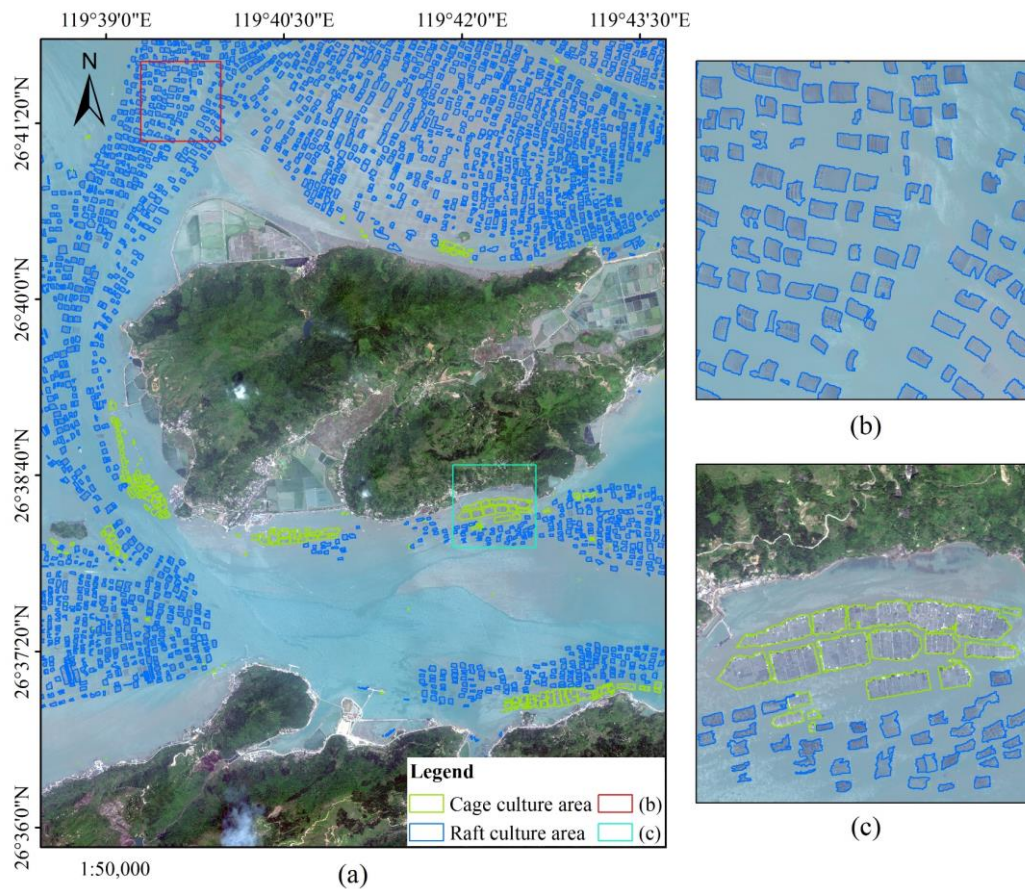 119°39'0"E 119°40'30"E 119°42'0"E 119°43'30"E
N
26°41'20"N
26°40'0"N
26°38'40"N
26°37'20"N
26°36'0"N
Legend
Cage culture area (b)
Raft culture area (c)
1:50,000
(a)
(b)
(c)